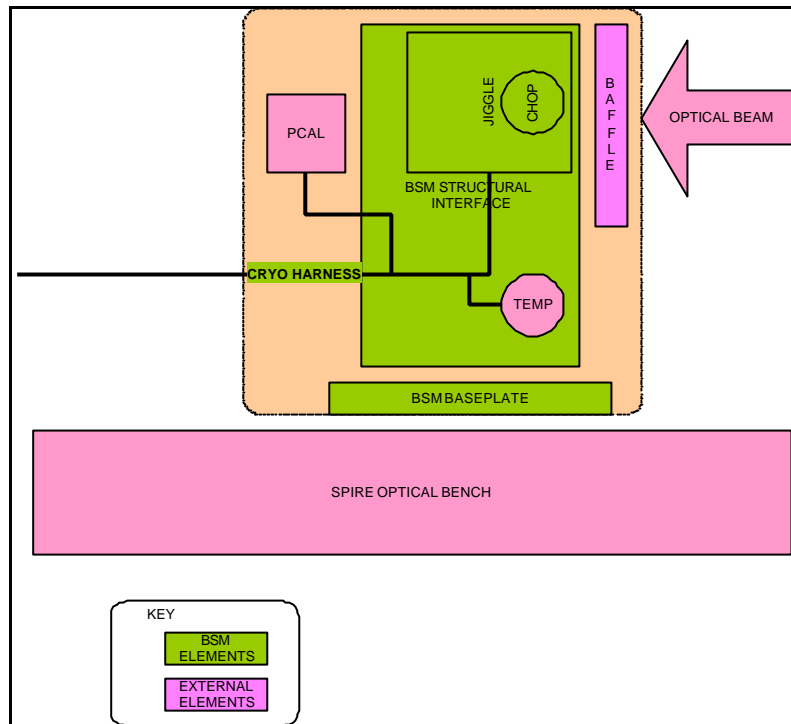 PCAL
JIGGLE
CHOP
B
A
F
F
L
E
OPTICAL BEAM
BSM STRUCTURAL
INTERFACE
CRYO HARNESS
TEMP
BSM BASEPLATE
SPIRE OPTICAL BENCH
KEY
BSM
ELEMENTS
EXTERNAL
ELEMENTS